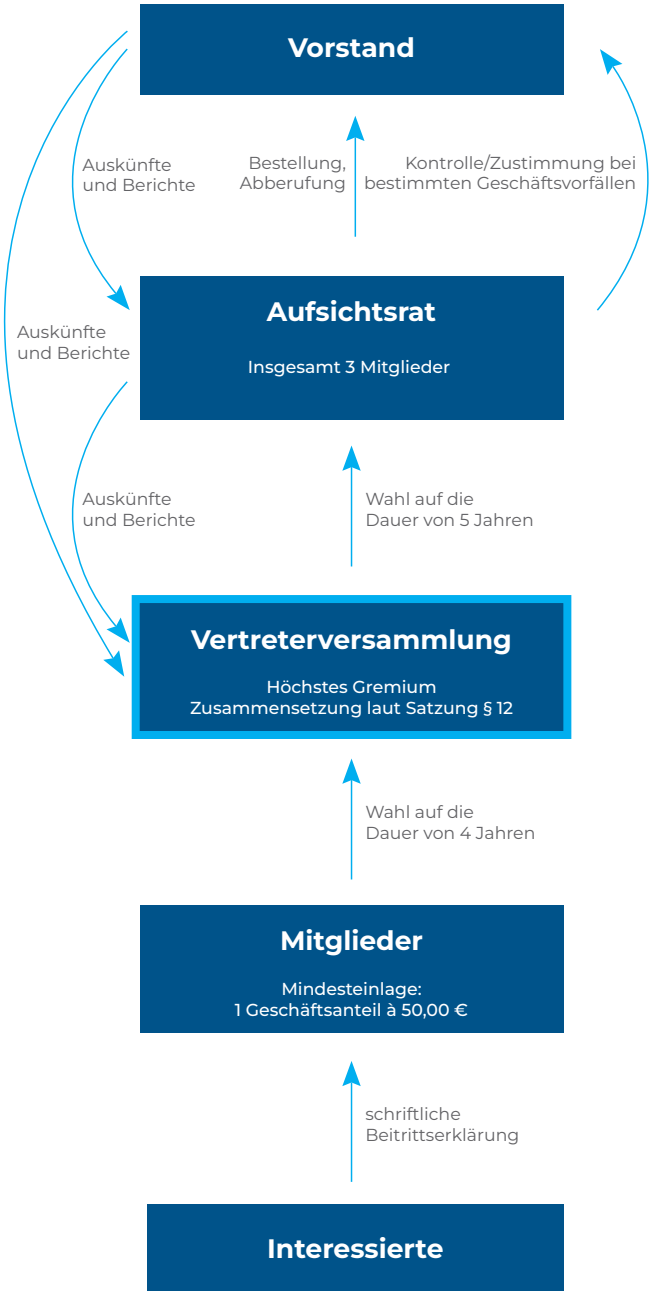 Vorstand
Auskünfte
und Berichte
Bestellung,
Abberufung
Kontrolle/Zustimmung bei
bestimmten Geschäftsvorfällen
Aufsichtsrat
Insgesamt 3 Mitglieder
Auskünfte
und Berichte
Auskünfte
und Berichte
Wahl auf die
Dauer von 5 Jahren
Vertreterversammlung
Höchstes Gremium
Zusammensetzung laut Satzung § 12
Wahl auf die
Dauer von 4 Jahren
Mitglieder
Mindesteinlage:
1 Geschäftsanteil à 50,00 €
schriftliche
Beitrittserklärung
Interessierte